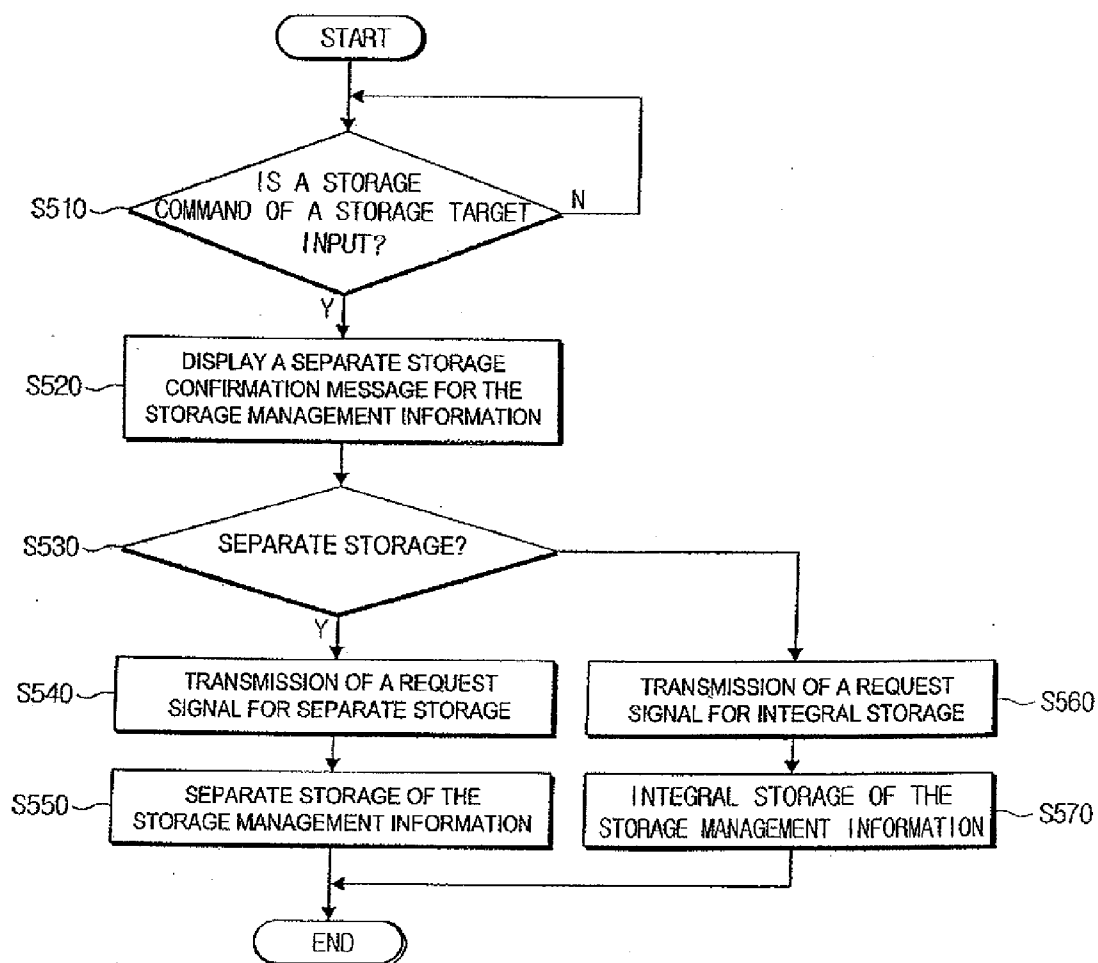 START
IS A STORAGE
COMMAND OF A STORAGE TARGET
INPUT?
S510
N
Y
DISPLAY A SEPARATE STORAGE
CONFIRMATION MESSAGE FOR THE
STORAGE MANAGEMENT INFORMATION
S520
S530
SEPARATE STORAGE?
Y
S540
TRANSMISSION OF A REQUEST
SIGNAL FOR SEPARATE STORAGE
TRANSMISSION OF A REQUEST
SIGNAL FOR INTEGRAL STORAGE
S560
S550
SEPARATE STORAGE OF THE
STORAGE MANAGEMENT INFORMATION
INTEGRAL STORAGE OF THE
STORAGE MANAGEMENT INFORMATION
S570
END